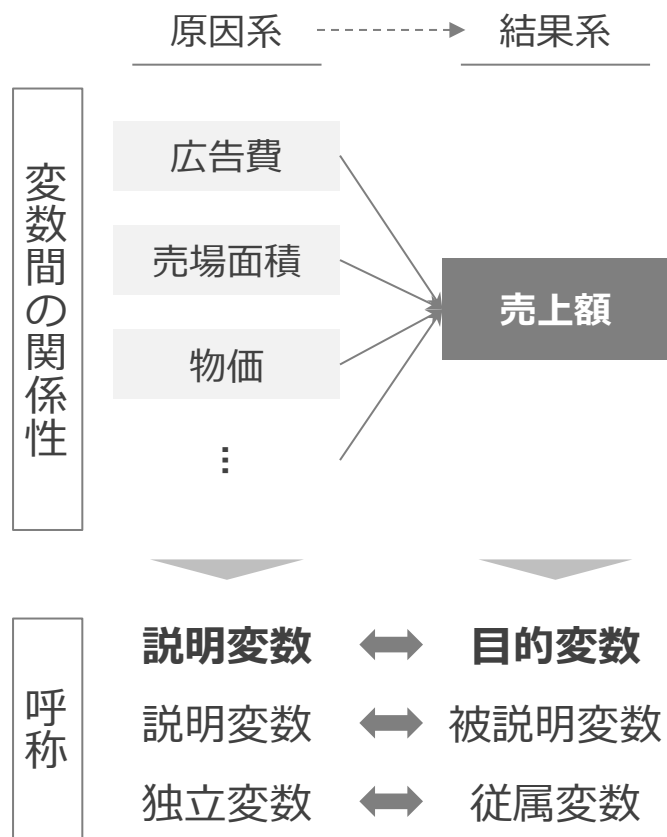 原因系
結果系
変数間の関係性
広告費
売場面積
物価
…
売上額
呼称
説明変数
目的変数
説明変数
被説明変数
独立変数
従属変数